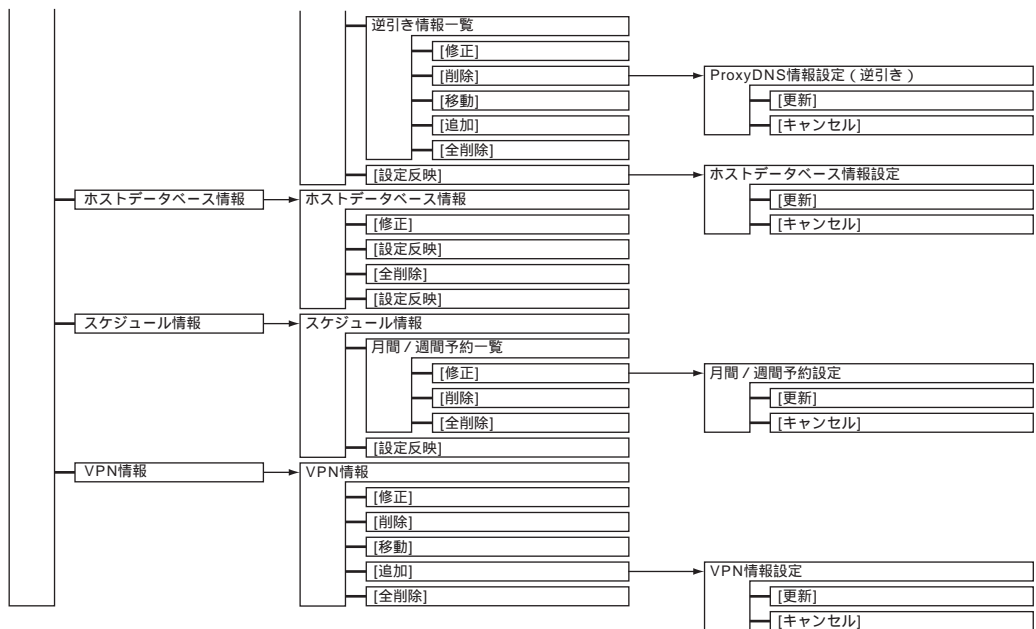 逆引き情報一覧
[修正]
[削除]
ProxyDNS情報設定（逆引き）
[移動]
[更新]
[追加]
[キャンセル]
[全削除]
[設定反映]
ホストデータベース情報設定
ホストデータベース情報
ホストデータベース情報
[更新]
[修正]
[キャンセル]
[設定反映]
[全削除]
[設定反映]
スケジュール情報
スケジュール情報
月間／週間予約一覧
[修正]
月間／週間予約設定
[削除]
[更新]
[全削除]
[キャンセル]
[設定反映]
VPN情報
VPN情報
[修正]
[削除]
[移動]
[追加]
VPN情報設定
[全削除]
[更新]
[キャンセル]